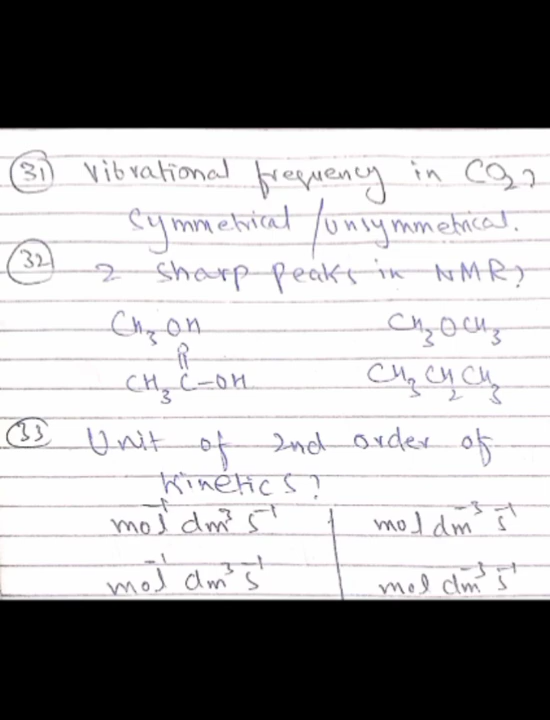 31 Vibrational frequency in CO₂?
Symmetrical / unsymmetrical.
32 2 sharp peaks in NMR?
CH₃OH CH₃OCH₃
O
CH₃C-OH CH₃CH₂CH₃
33 Unit of 2nd order of
kinetics?
mol⁻¹ dm³ s⁻¹ | mol dm⁻³ s⁻¹
mol⁻¹ dm³ s⁻¹ | mol dm⁻³ s⁻¹